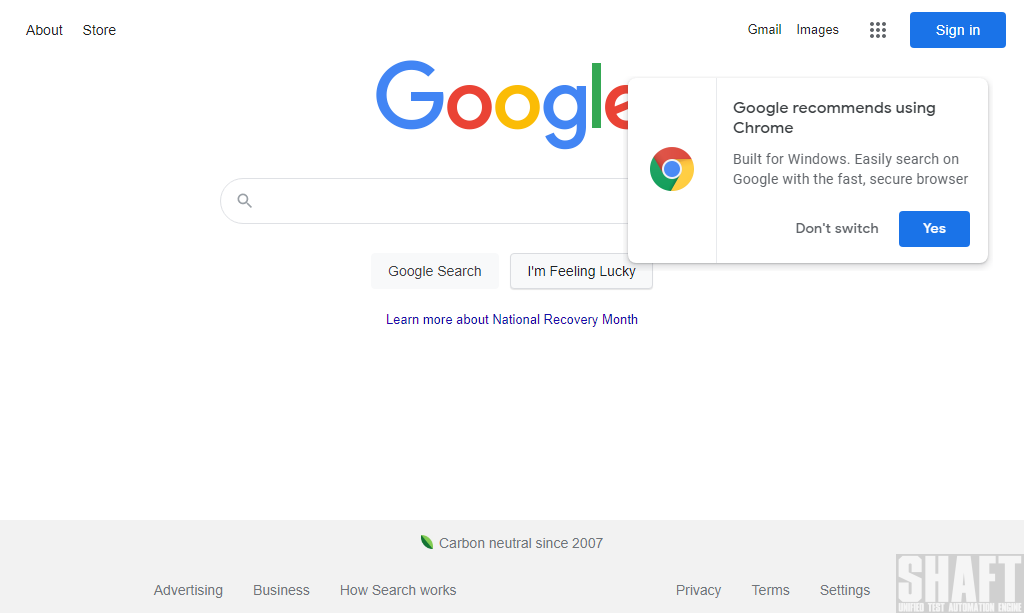 About Store
Gmail Images Sign in
Google
Google recommends using
Chrome
Built for Windows. Easily search on
Google with the fast, secure browser
Don't switch Yes
Google Search I'm Feeling Lucky
Learn more about National Recovery Month
Carbon neutral since 2007
Advertising Business How Search works
Privacy Terms Settings
SHAFT
UNIFIED TEST AUTOMATION ENGINE